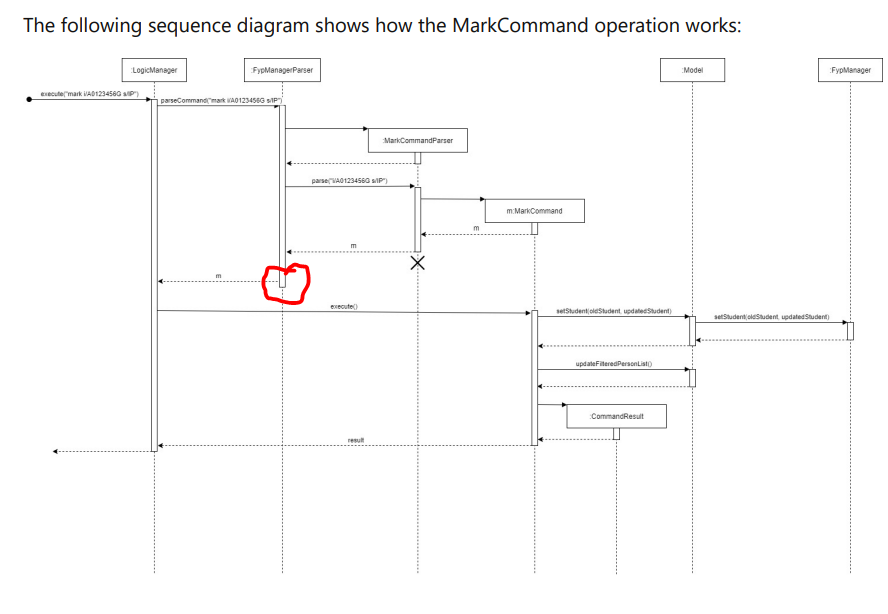 The following sequence diagram shows how the MarkCommand operation works:
:LogicManager
:FypManagerParser
:Model
:FypManager
execute("mark i/A0123456G s/IP")
parseCommand("mark i/A0123456G s/IP")
:MarkCommandParser
parse("i/A0123456G s/IP")
m:MarkCommand
m
m
m
execute()
setStudent(oldStudent, updatedStudent)
setStudent(oldStudent, updatedStudent)
updateFilteredPersonList()
:CommandResult
result